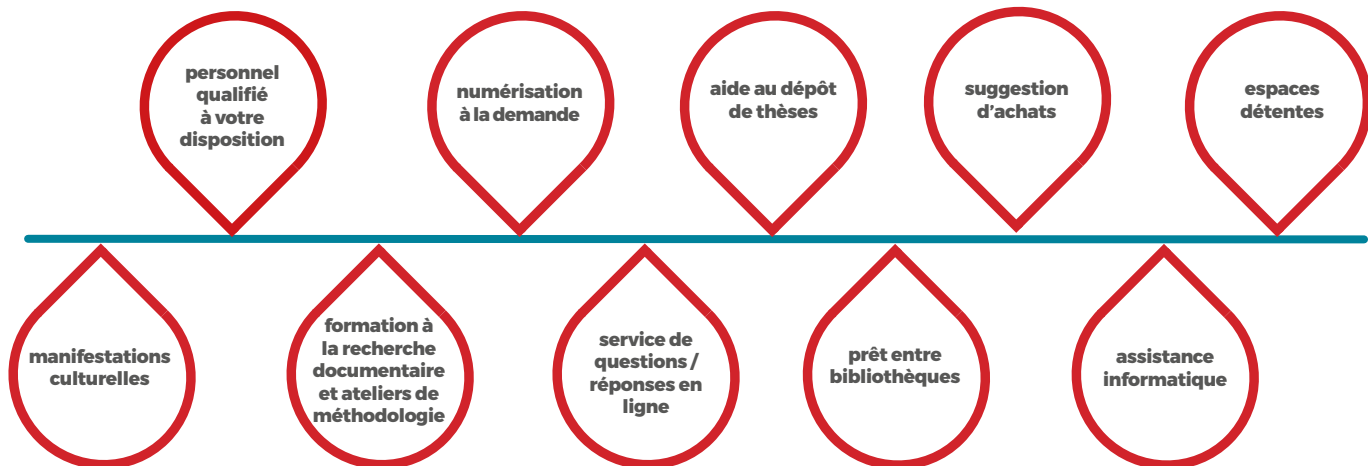 personnel
qualifié
à votre
disposition
numérisation
à la demande
aide au dépôt
de thèses
suggestion
d’achats
espaces
détentes
manifestations
culturelles
formation à
la recherche
documentaire
et ateliers de
méthodologie
service de
questions /
réponses en
ligne
prêt entre
bibliothèques
assistance
informatique